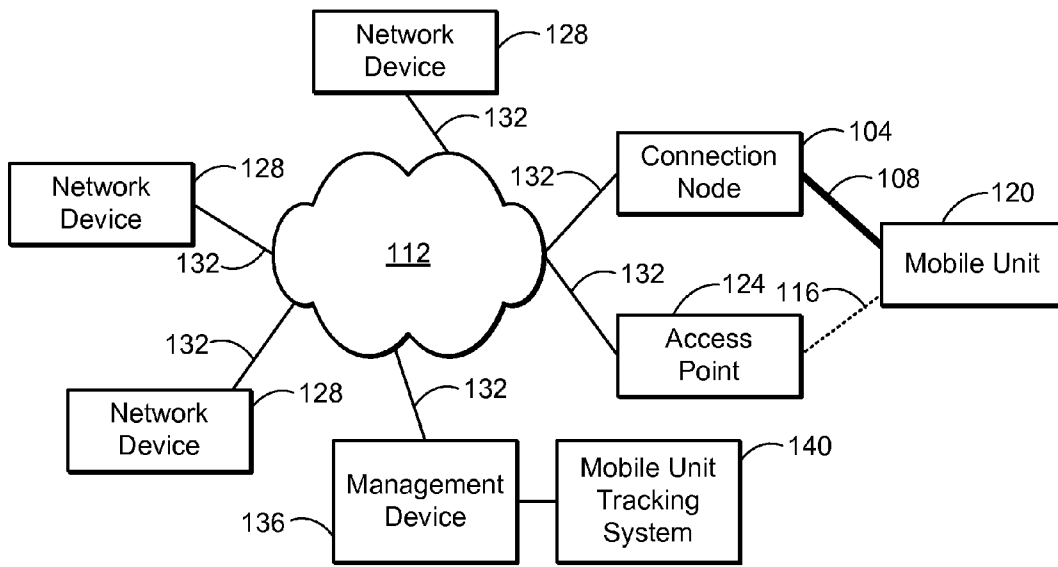 Network
Device
128
132
Network
Device
128
132
112
132
Connection
Node
104
108
120
Mobile Unit
132
124
116
Access
Point
132
Network
Device
128
132
Management
Device
136
Mobile Unit
Tracking
System
140